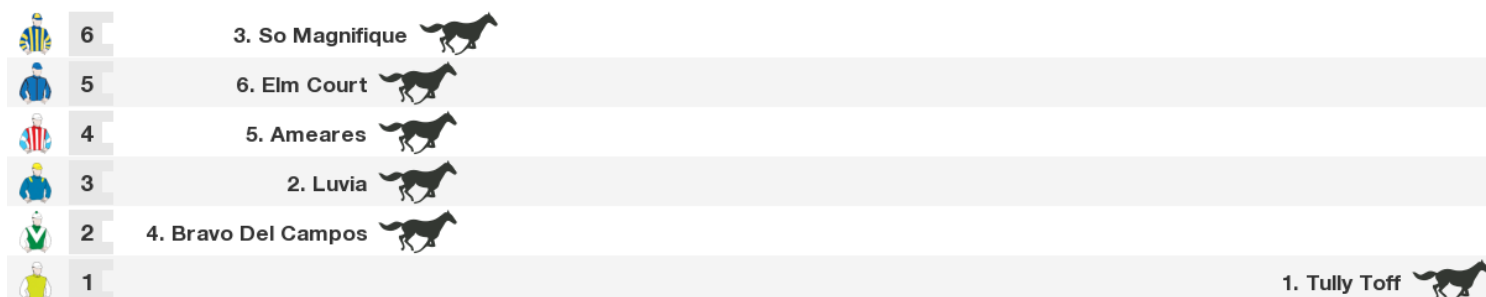 6 3. So Magnifique
5 6. Elm Court
4 5. Ameares
3 2. Luvia
2 4. Bravo Del Campos
1 1. Tully Toff